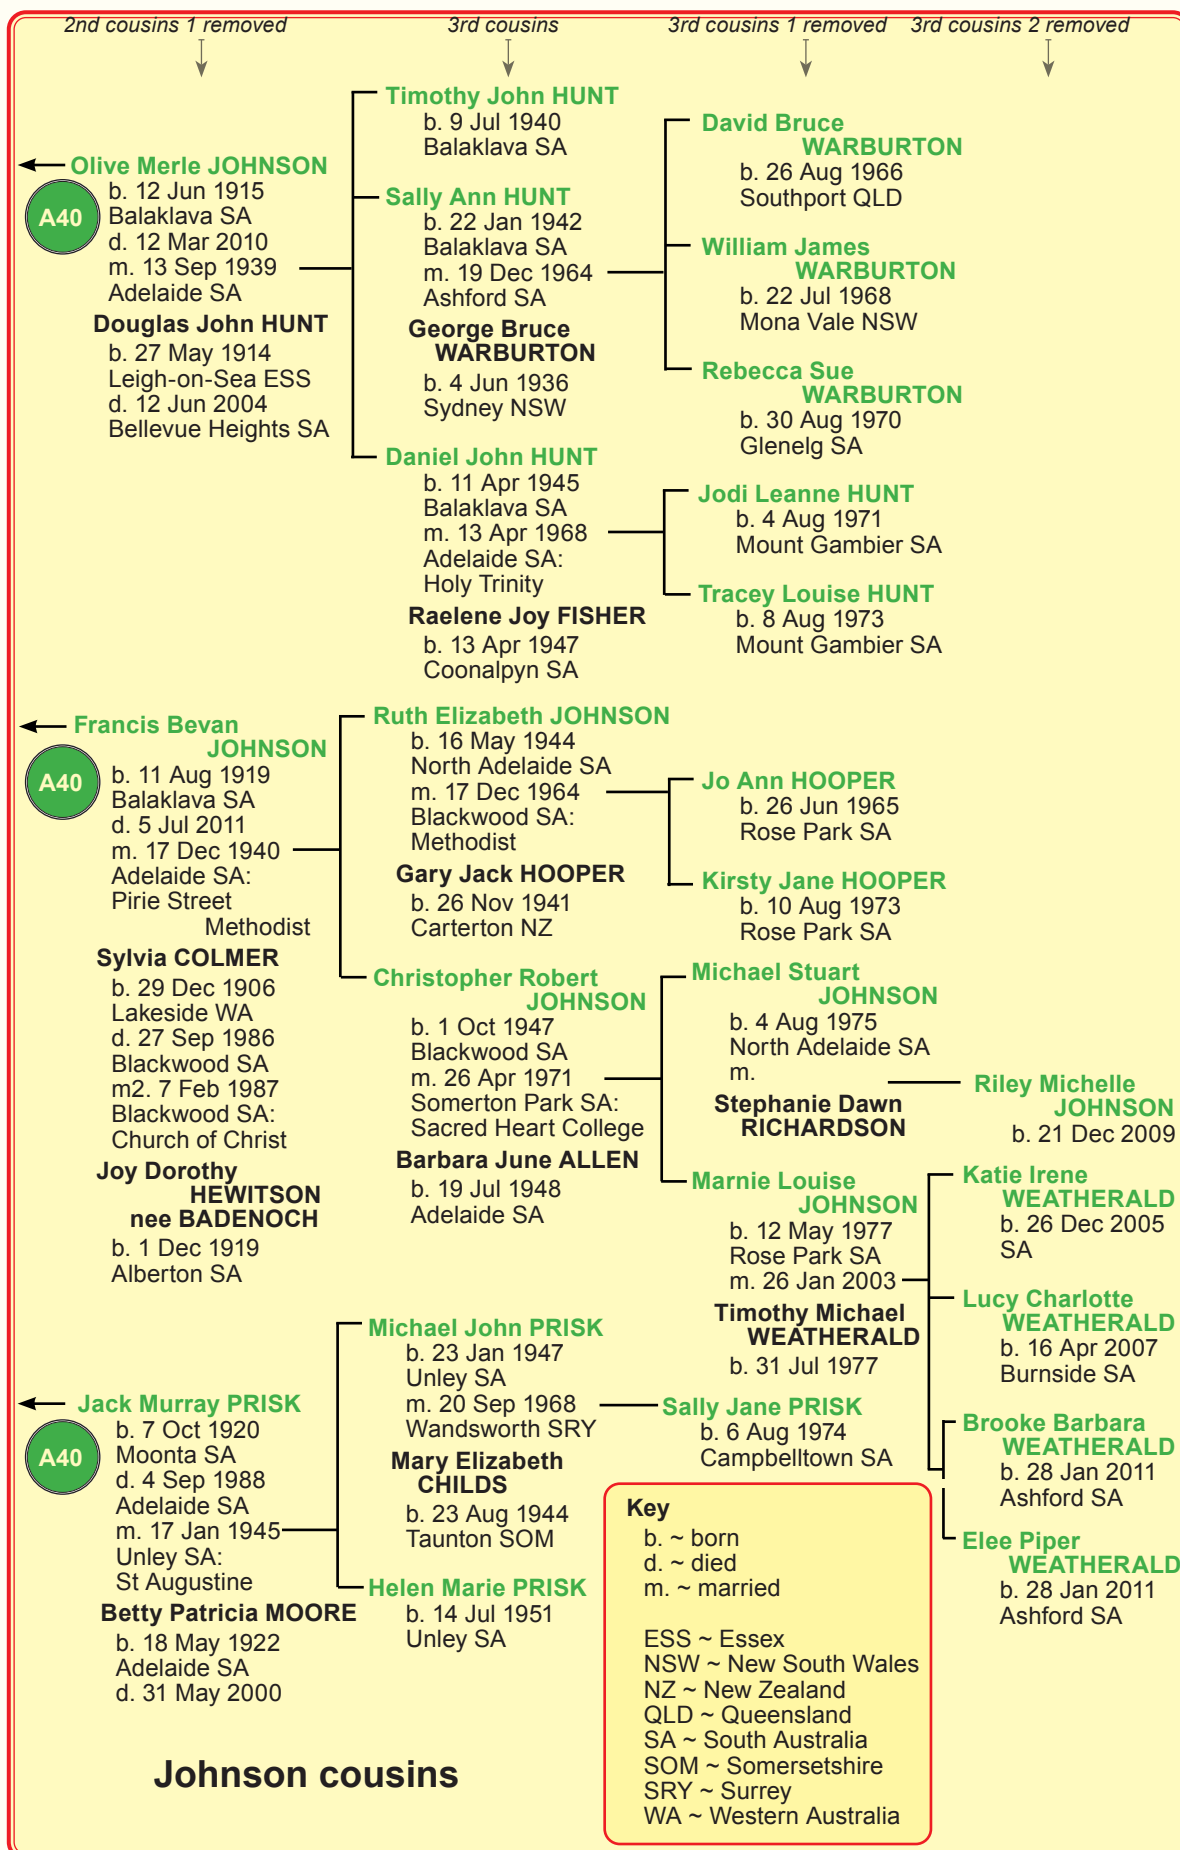 2nd cousins 1 removed
3rd cousins
3rd cousins 1 removed
3rd cousins 2 removed
Olive Merle JOHNSON
A40
b. 12 Jun 1915
Balaklava SA
d. 12 Mar 2010
m. 13 Sep 1939
Adelaide SA
Douglas John HUNT
b. 27 May 1914
Leigh-on-Sea ESS
d. 12 Jun 2004
Bellevue Heights SA
Timothy John HUNT
b. 9 Jul 1940
Balaklava SA
Sally Ann HUNT
b. 22 Jan 1942
Balaklava SA
m. 19 Dec 1964
Ashford SA
George Bruce
WARBURTON
b. 4 Jun 1936
Sydney NSW
David Bruce
WARBURTON
b. 26 Aug 1966
Southport QLD
William James
WARBURTON
b. 22 Jul 1968
Mona Vale NSW
Rebecca Sue
WARBURTON
b. 30 Aug 1970
Glenelg SA
Daniel John HUNT
b. 11 Apr 1945
Balaklava SA
m. 13 Apr 1968
Adelaide SA:
Holy Trinity
Raelene Joy FISHER
b. 13 Apr 1947
Coonalpyn SA
Jodi Leanne HUNT
b. 4 Aug 1971
Mount Gambier SA
Tracey Louise HUNT
b. 8 Aug 1973
Mount Gambier SA
Francis Bevan
JOHNSON
A40
b. 11 Aug 1919
Balaklava SA
d. 5 Jul 2011
m. 17 Dec 1940
Adelaide SA:
Pirie Street
Methodist
Sylvia COLMER
b. 29 Dec 1906
Lakeside WA
d. 27 Sep 1986
Blackwood SA
m2. 7 Feb 1987
Blackwood SA:
Church of Christ
Joy Dorothy
HEWITSON
nee BADENOCH
b. 1 Dec 1919
Alberton SA
Ruth Elizabeth JOHNSON
b. 16 May 1944
North Adelaide SA
m. 17 Dec 1964
Blackwood SA:
Methodist
Gary Jack HOOPER
b. 26 Nov 1941
Carterton NZ
Jo Ann HOOPER
b. 26 Jun 1965
Rose Park SA
Kirsty Jane HOOPER
b. 10 Aug 1973
Rose Park SA
Christopher Robert
JOHNSON
b. 1 Oct 1947
Blackwood SA
m. 26 Apr 1971
Somerton Park SA:
Sacred Heart College
Barbara June ALLEN
b. 19 Jul 1948
Adelaide SA
Michael Stuart
JOHNSON
b. 4 Aug 1975
North Adelaide SA
m.
Stephanie Dawn
RICHARDSON
Riley Michelle
JOHNSON
b. 21 Dec 2009
Marnie Louise
JOHNSON
b. 12 May 1977
Rose Park SA
m. 26 Jan 2003
Timothy Michael
WEATHERALD
b. 31 Jul 1977
Katie Irene
WEATHERALD
b. 26 Dec 2005
SA
Lucy Charlotte
WEATHERALD
b. 16 Apr 2007
Burnside SA
Brooke Barbara
WEATHERALD
b. 28 Jan 2011
Ashford SA
Elee Piper
WEATHERALD
b. 28 Jan 2011
Ashford SA
Jack Murray PRISK
A40
b. 7 Oct 1920
Moonta SA
d. 4 Sep 1988
Adelaide SA
m. 17 Jan 1945
Unley SA:
St Augustine
Betty Patricia MOORE
b. 18 May 1922
Adelaide SA
d. 31 May 2000
Michael John PRISK
b. 23 Jan 1947
Unley SA
m. 20 Sep 1968
Wandsworth SRY
Mary Elizabeth
CHILDS
b. 23 Aug 1944
Taunton SOM
Helen Marie PRISK
b. 14 Jul 1951
Unley SA
Sally Jane PRISK
b. 6 Aug 1974
Campbelltown SA
Key
b. ~ born
d. ~ died
m. ~ married
ESS ~ Essex
NSW ~ New South Wales
NZ ~ New Zealand
QLD ~ Queensland
SA ~ South Australia
SOM ~ Somersetshire
SRY ~ Surrey
WA ~ Western Australia
Johnson cousins